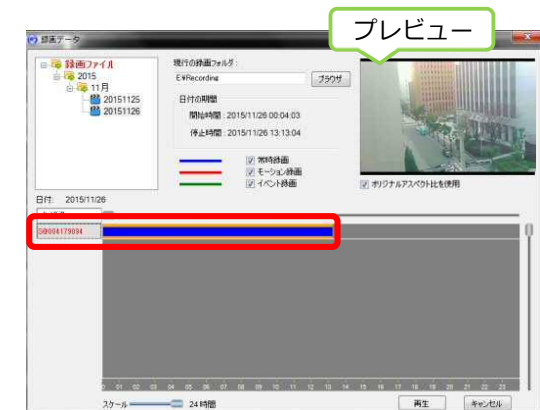 プレビュー
録画データ
録画ファイル
2015
11月
20151125
20151126
現行の録画フォルダ :
E:¥Recording
ブラウザ
日付の期間
開始時間 : 2015/11/26 00:04:03
停止時間 : 2015/11/26 13:13:04
常時録画
モーション録画
イベント録画
オリジナルアスペクト比を使用
日付: 2015/11/26
0 01 02 03 04 05 06 07 08 09 10 11 12 13 14 15 16 17 18 19 20 21 22 23
スケール
24 時間
再生
キャンセル